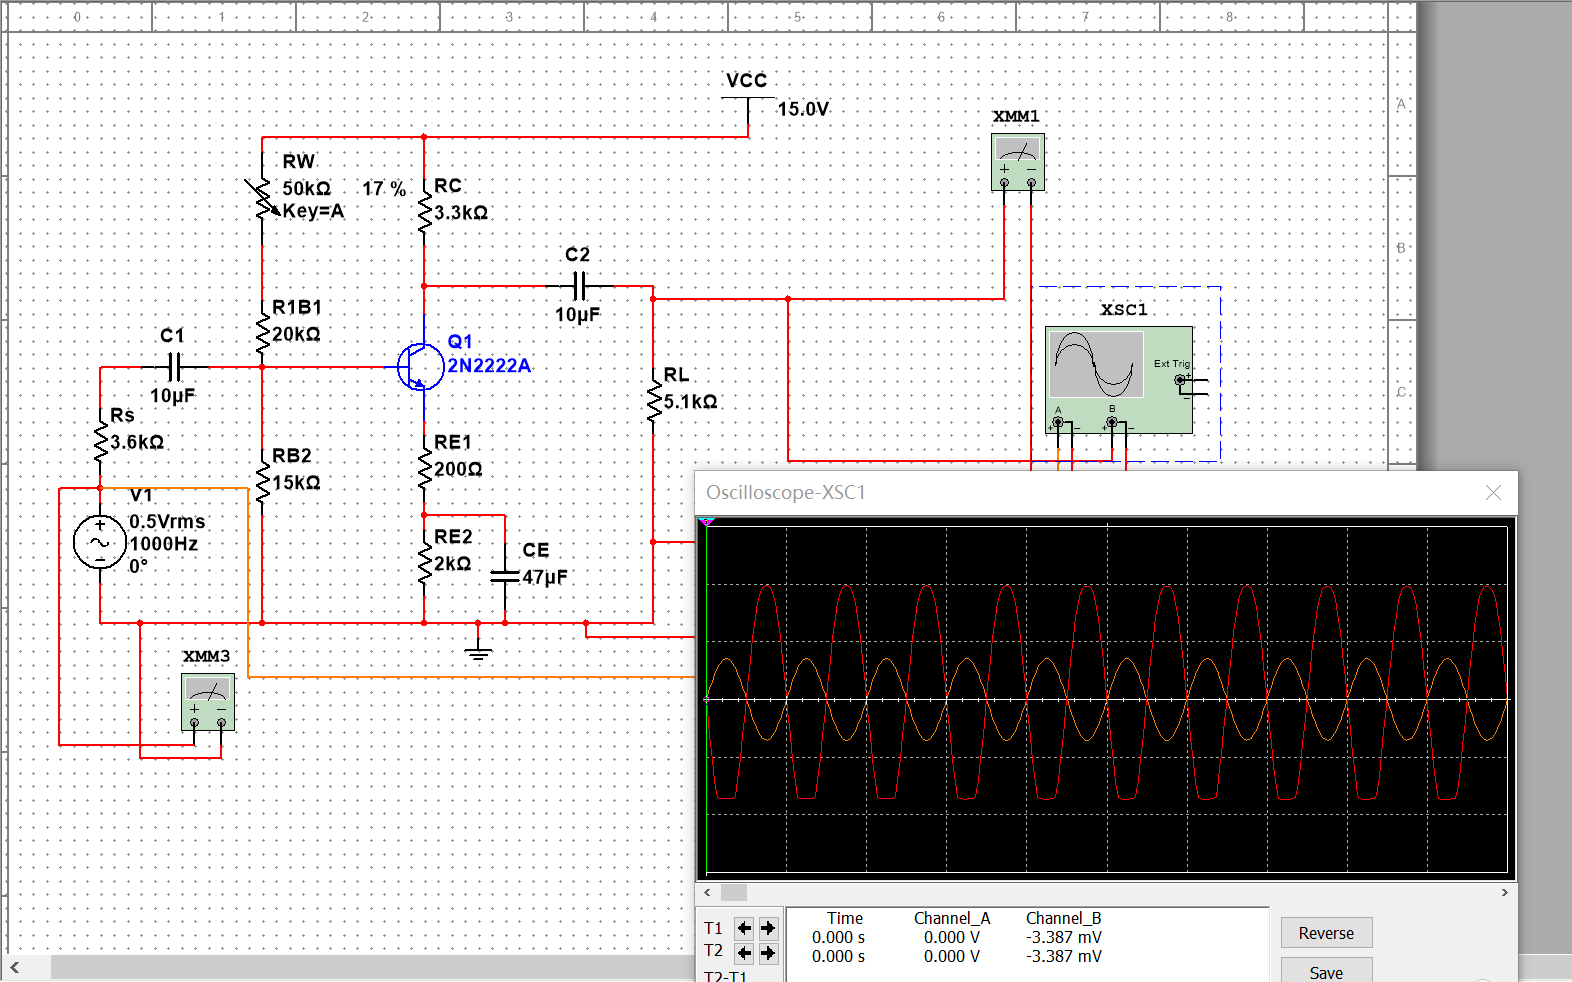 0 1 2 3 4 5 6 7 8
VCC
15.0V
A
XMM1
RW
50kΩ 17 %
Key=A
RC
3.3kΩ
B
C2
10µF
R1B1
20kΩ
XSC1
C1
10µF
Q1
2N2222A
Ext Trig
+
−
A B
+ − + −
C
RL
5.1kΩ
Rs
3.6kΩ
RE1
200Ω
RB2
15kΩ
V1
0.5Vrms
1000Hz
0°
RE2
2kΩ
CE
47µF
XMM3
+ −
Oscilloscope-XSC1
Time Channel_A Channel_B
T1 0.000 s 0.000 V -3.387 mV
T2 0.000 s 0.000 V -3.387 mV
T2-T1
Reverse
Save